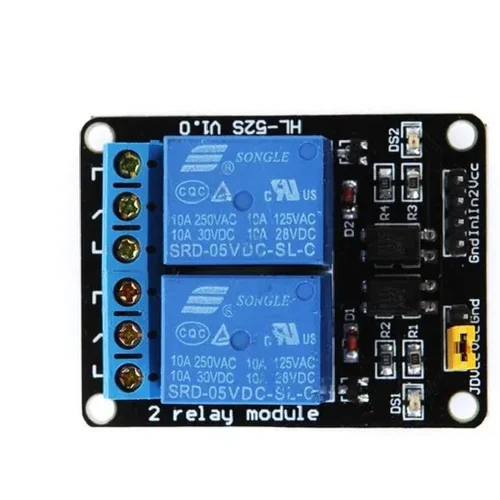 HL-52S V1.0
DS2
SONGLE
CQC
C US
10A 250VAC 10A 125VAC
10A 30VDC 10A 28VDC
SRD-05VDC-SL-C
D2
R4
R3
GndIn1In2Vcc
SONGLE
CQC
C US
10A 250VAC 10A 125VAC
10A 30VDC 10A 28VDC
SRD-05VDC-SL-C
D1
R2
R1
JDVccVccGnd
DS1
2 relay module